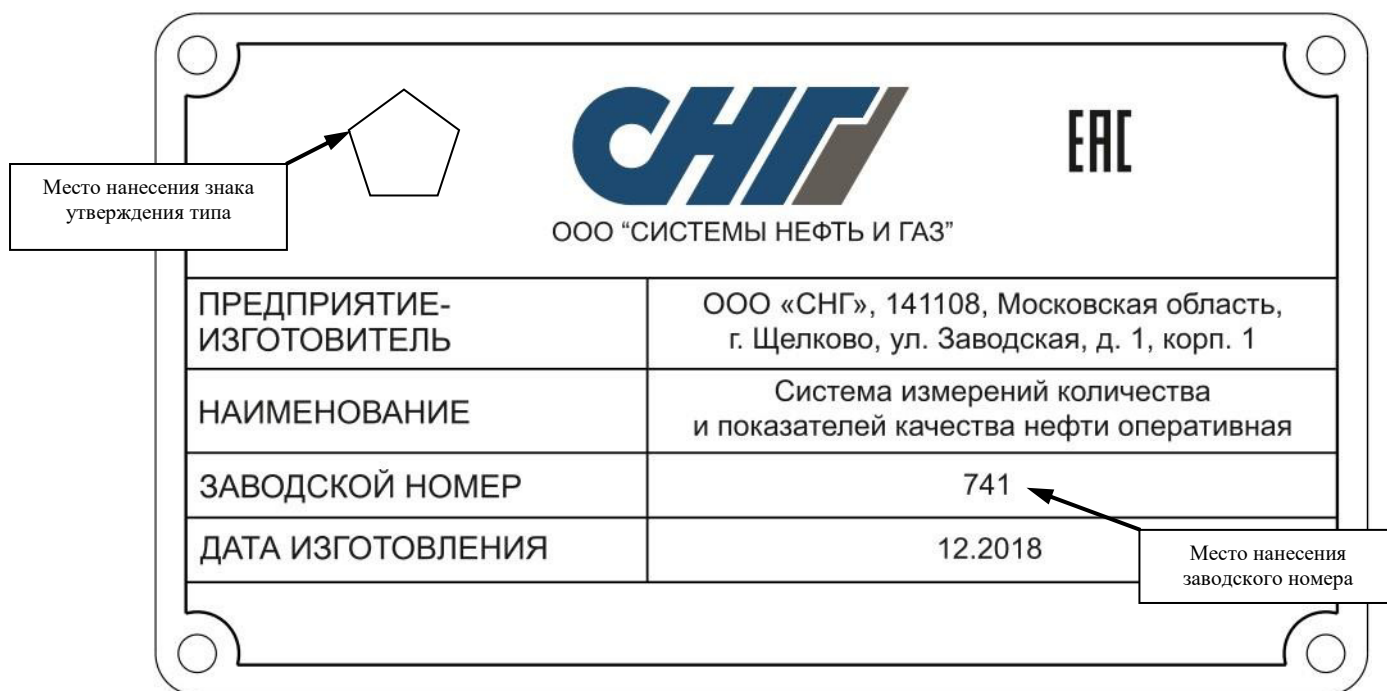 СНГ
EAC
Место нанесения знака
утверждения типа
ООО “СИСТЕМЫ НЕФТЬ И ГАЗ”
ПРЕДПРИЯТИЕ-
ИЗГОТОВИТЕЛЬ
ООО «СНГ», 141108, Московская область,
г. Щелково, ул. Заводская, д. 1, корп. 1
НАИМЕНОВАНИЕ
Система измерений количества
и показателей качества нефти оперативная
ЗАВОДСКОЙ НОМЕР
741
ДАТА ИЗГОТОВЛЕНИЯ
12.2018
Место нанесения
заводского номера